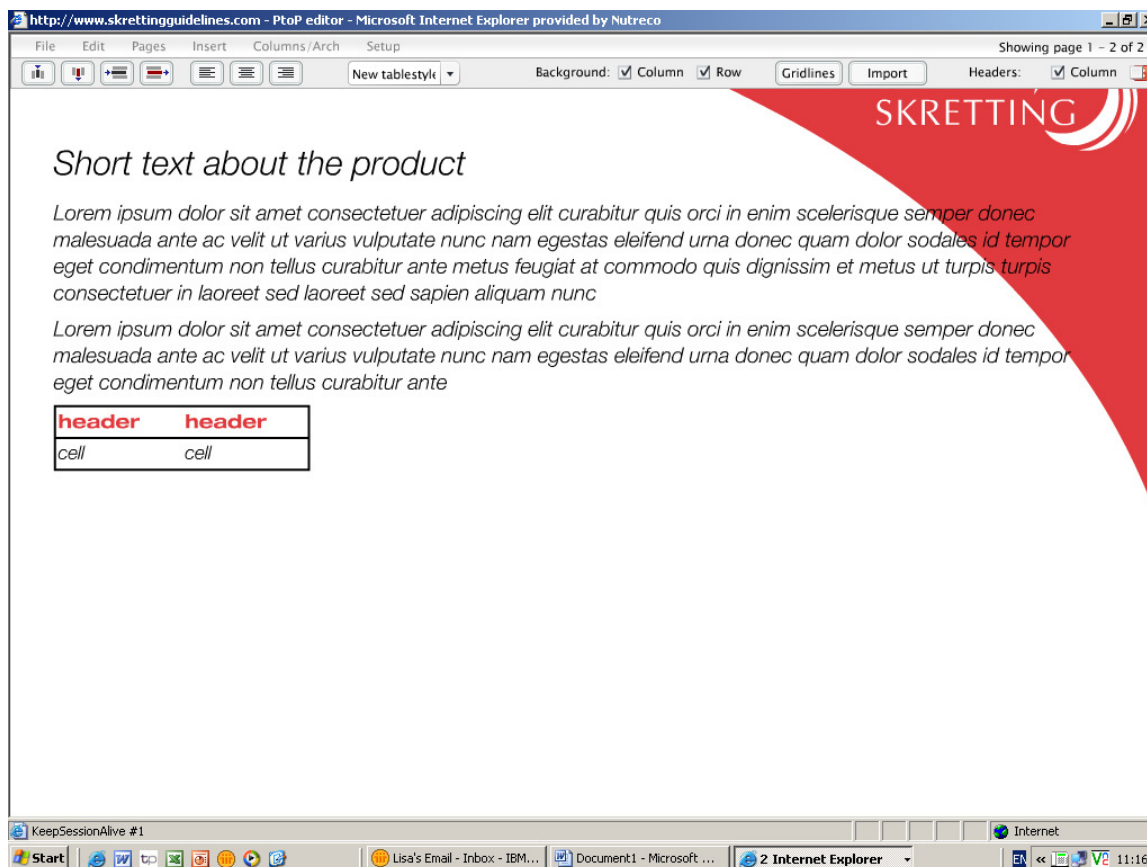 http://www.skrettingguidelines.com - PtoP editor - Microsoft Internet Explorer provided by Nutreco
File Edit Pages Insert Columns/Arch Setup Showing page 1 - 2 of 2
New tablestyle Background: Column Row Gridlines Import Headers: Column
SKRETTING
Short text about the product
Lorem ipsum dolor sit amet consectetuer adipiscing elit curabitur quis orci in enim scelerisque semper donec
malesuada ante ac velit ut varius vulputate nunc nam egestas eleifend urna donec quam dolor sodales id tempor
eget condimentum non tellus curabitur ante metus feugiat at commodo quis dignissim et metus ut turpis turpis
consectetuer in laoreet sed laoreet sed sapien aliquam nunc
Lorem ipsum dolor sit amet consectetuer adipiscing elit curabitur quis orci in enim scelerisque semper donec
malesuada ante ac velit ut varius vulputate nunc nam egestas eleifend urna donec quam dolor sodales id tempor
eget condimentum non tellus curabitur ante
header header
cell cell
KeepSessionAlive #1 Internet
Start Lisa's Email - Inbox - IBM... Document1 - Microsoft ... 2 Internet Explorer EN « 11:16